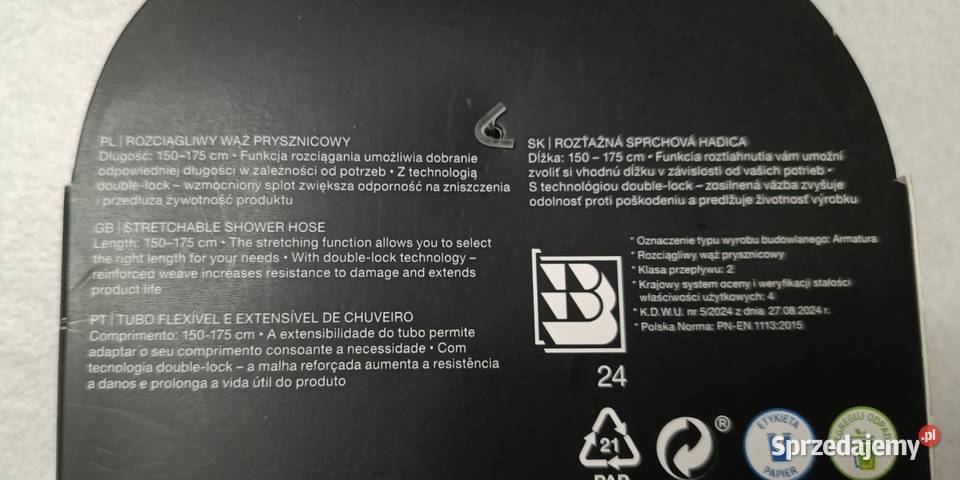 PL | ROZCIĄGLIWY WĄŻ PRYSZNICOWY
Długość: 150–175 cm • Funkcja rozciągania umożliwia dobranie
odpowiedniej długości w zależności od potrzeb • Z technologią
double-lock – wzmocniony splot zwiększa odporność na zniszczenia
i przedłuża żywotność produktu
GB | STRETCHABLE SHOWER HOSE
Length: 150–175 cm • The stretching function allows you to select
the right length for your needs • With double-lock technology –
reinforced weave increases resistance to damage and extends
product life
PT | TUBO FLEXÍVEL E EXTENSÍVEL DE CHUVEIRO
Comprimento: 150-175 cm • A extensibilidade do tubo permite
adaptar o seu comprimento consoante a necessidade • Com
tecnologia double-lock – a malha reforçada aumenta a resistência
a danos e prolonga a vida útil do produto
SK | ROZŤAŽNÁ SPRCHOVÁ HADICA
Dĺžka: 150 – 175 cm • Funkcia roztiahnutia vám umožní
zvoliť si vhodnú dĺžku v závislosti od vašich potrieb •
S technológiou double-lock – zosilnená väzba zvyšuje
odolnosť proti poškodeniu a predlžuje životnosť výrobku
* Oznaczenie typu wyrobu budowlanego: Armatura
* Rozciągliwy wąż prysznicowy
* Klasa przepływu: 2
* Krajowy system oceny i weryfikacji stałości
właściwości użytkowych: 4
* K.D.W.U. nr 5/2024 z dnia 27.08.2024 r.
* Polska Norma: PN-EN 1113:2015
B
24
21
PAP
®
ETYKIETA
PAPIER
Sprzedajemy.pl